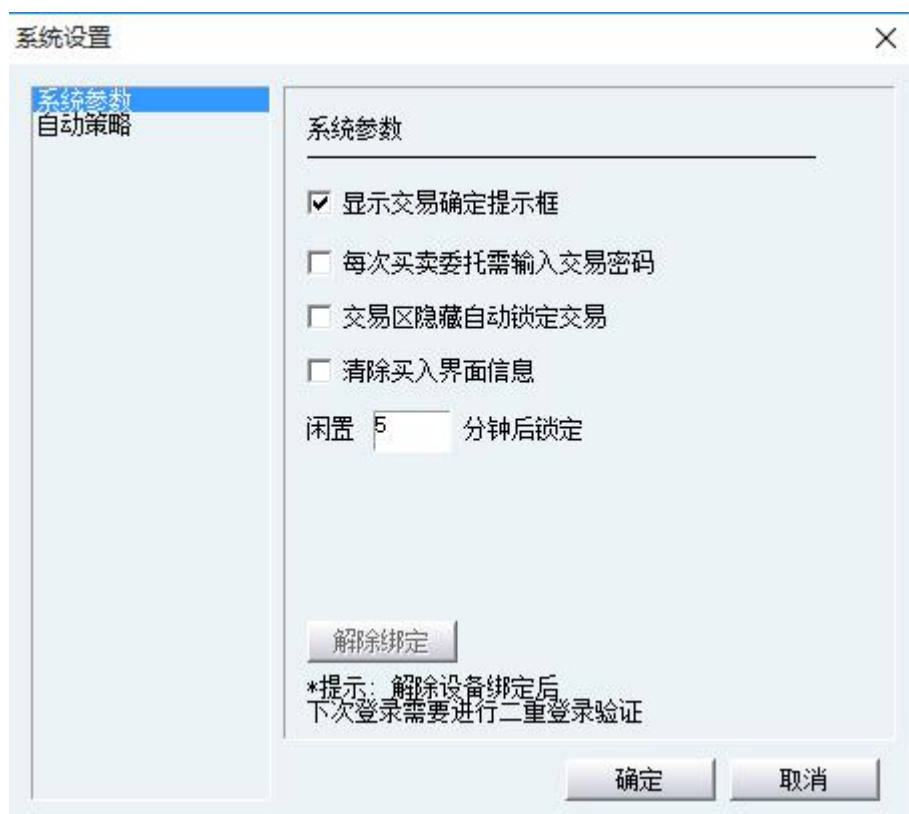 系统设置
系统参数
自动策略
系统参数
显示交易确定提示框
每次买卖委托需输入交易密码
交易区隐藏自动锁定交易
清除买入界面信息
闲置 5 分钟后锁定
解除绑定
*提示: 解除设备绑定后
下次登录需要进行二重登录验证
确定 取消